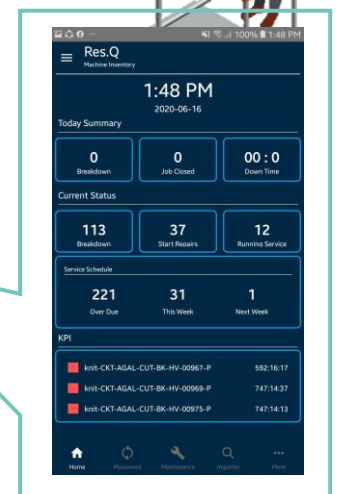 100% 1:48 PM
Res.Q
Machine Inventory
1:48 PM
2020-06-16
Today Summary
0 0 00 : 0
Breakdown Job Closed Down Time
Current Status
113 37 12
Breakdown Start Repairs Running Service
Service Schedule
221 31 1
Over Due This Week Next Week
KPI
knit-CKT-AGAL-CUT-BK-HV-00967-P 592:16:17
knit-CKT-AGAL-CUT-BK-HV-00969-P 747:14:37
knit-CKT-AGAL-CUT-BK-HV-00975-P 747:14:13
Home Movement Maintenance Inquiries More